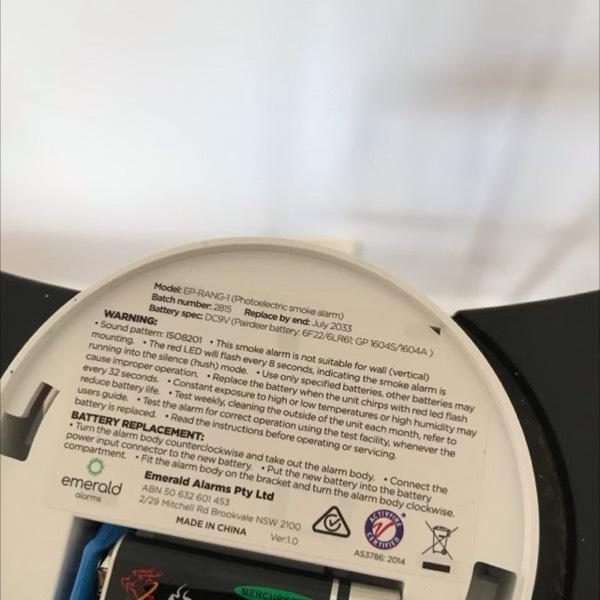 Model: EP-RANG-1 (Photoelectric smoke alarm)
Batch number: 2815 Replace by end: July 2033
Battery spec: DC9V (Pairdeer battery: 6F22/6LR61; GP 1604S/1604A )
WARNING:
• Sound pattern: ISO8201 • This smoke alarm is not suitable for wall (vertical)
mounting. • The red LED will flash every 8 seconds, indicating the smoke alarm is
running into the silence (hush) mode. • Use only specified batteries, other batteries may
cause improper operation. • Replace the battery when the unit chirps with red led flash
every 32 seconds. • Constant exposure to high or low temperatures or high humidity may
reduce battery life. • Test weekly, cleaning the outside of the unit each month, refer to
users guide. • Test the alarm for correct operation using the test facility, whenever the
battery is replaced. • Read the instructions before operating or servicing.
BATTERY REPLACEMENT:
• Turn the alarm body counterclockwise and take out the alarm body. • Connect the
power input connector to the new battery. • Put the new battery into the battery
compartment. • Fit the alarm body on the bracket and turn the alarm body clockwise.
emerald
alarms
Emerald Alarms Pty Ltd
ABN 50 632 601 453
2/29 Mitchell Rd Brookvale NSW 2100
MADE IN CHINA Ver:1.0
ACTIVFIRE
CERTIFIED
AS3786: 2014
MERCURY